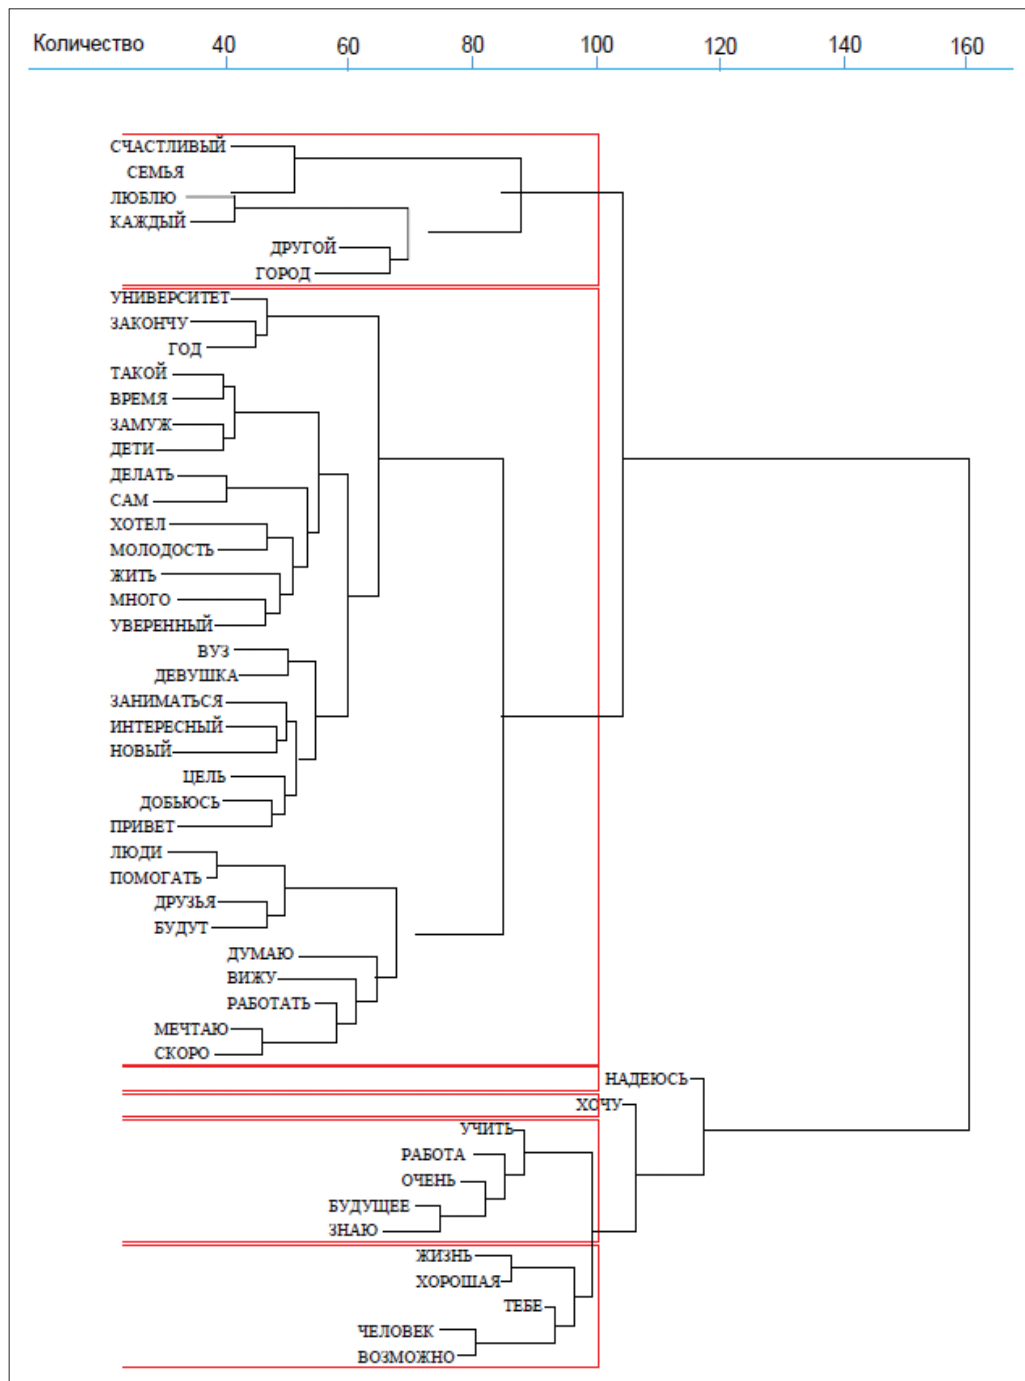 Количество 40 60 80 100 120 140 160
СЧАСТЛИВЫЙ
СЕМЬЯ
ЛЮБЛЮ
КАЖДЫЙ
ДРУГОЙ
ГОРОД
УНИВЕРСИТЕТ
ЗАКОНЧУ
ГОД
ТАКОЙ
ВРЕМЯ
ЗАМУЖ
ДЕТИ
ДЕЛАТЬ
САМ
ХОТЕЛ
МОЛОДОСТЬ
ЖИТЬ
МНОГО
УВЕРЕННЫЙ
ВУЗ
ДЕВУШКА
ЗАНИМАТЬСЯ
ИНТЕРЕСНЫЙ
НОВЫЙ
ЦЕЛЬ
ДОБЬЮСЬ
ПРИВЕТ
ЛЮДИ
ПОМОГАТЬ
ДРУЗЬЯ
БУДУТ
ДУМАЮ
ВИЖУ
РАБОТАТЬ
МЕЧТАЮ
СКОРО
НАДЕЮСЬ
ХОЧУ
УЧИТЬ
РАБОТА
ОЧЕНЬ
БУДУЩЕЕ
ЗНАЮ
ЖИЗНЬ
ХОРОШАЯ
ТЕБЕ
ЧЕЛОВЕК
ВОЗМОЖНО